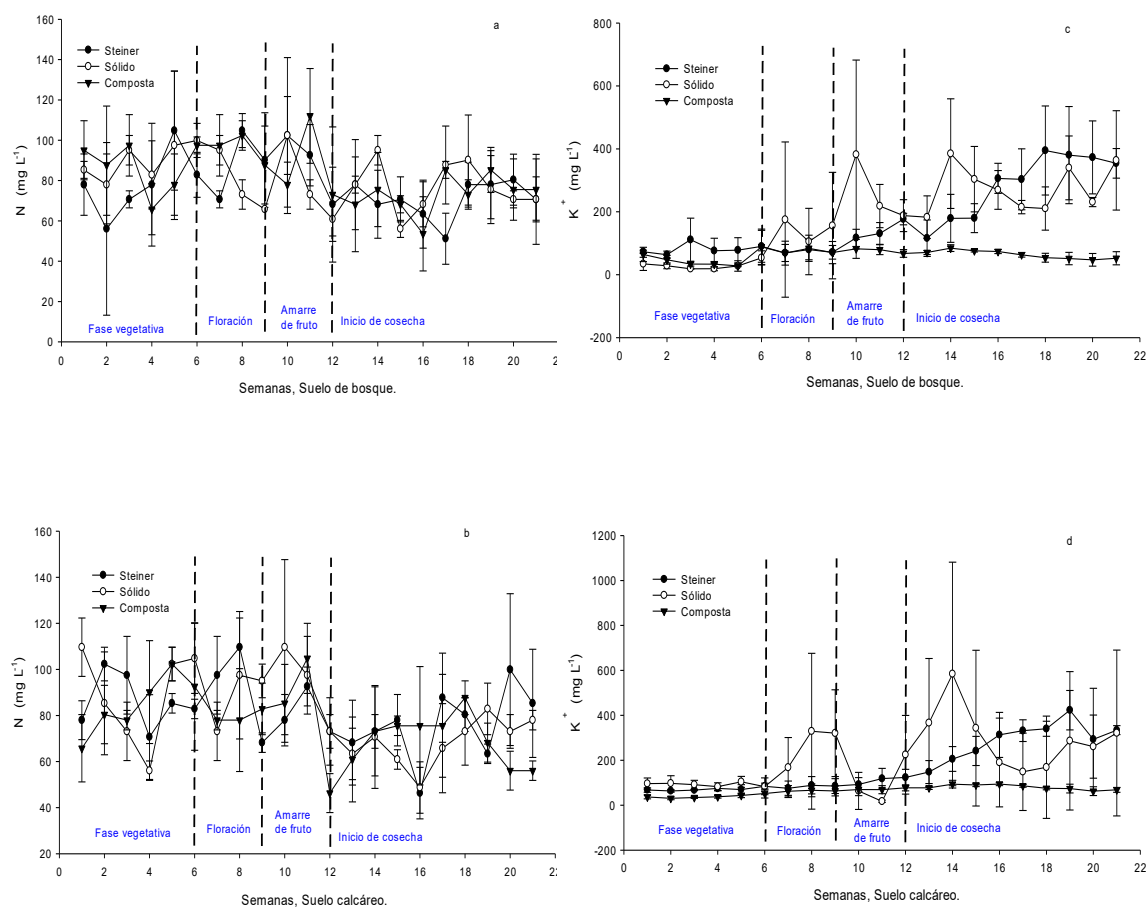 a
160
140
120
100
80
60
40
20
0
N (mg L-1)
Steiner
Sólido
Composta
Fase vegetativa
Floración
Amarre
de fruto
Inicio de cosecha
0 2 4 6 8 10 12 14 16 18 20 22
Semanas, Suelo de bosque.
c
800
600
400
200
0
-200
K + (mg L-1)
Steiner
Sólido
Composta
Fase vegetativa
Floración
Amarre
de fruto
Inicio de cosecha
0 2 4 6 8 10 12 14 16 18 20 22
Semanas, Suelo de bosque.
b
160
140
120
100
80
60
40
20
N (mg L-1)
Steiner
Sólido
Composta
Fase vegetativa
Floración
Amarre
de fruto
Inicio de cosecha
0 2 4 6 8 10 12 14 16 18 20 22
Semanas, Suelo calcáreo.
d
1200
1000
800
600
400
200
0
-200
K + (mg L-1)
Steiner
Sólido
Composta
Fase vegetativa
Floración
Amarre
de fruto
Inicio de cosecha
0 2 4 6 8 10 12 14 16 18 20 22
Semanas, Suelo calcáreo.